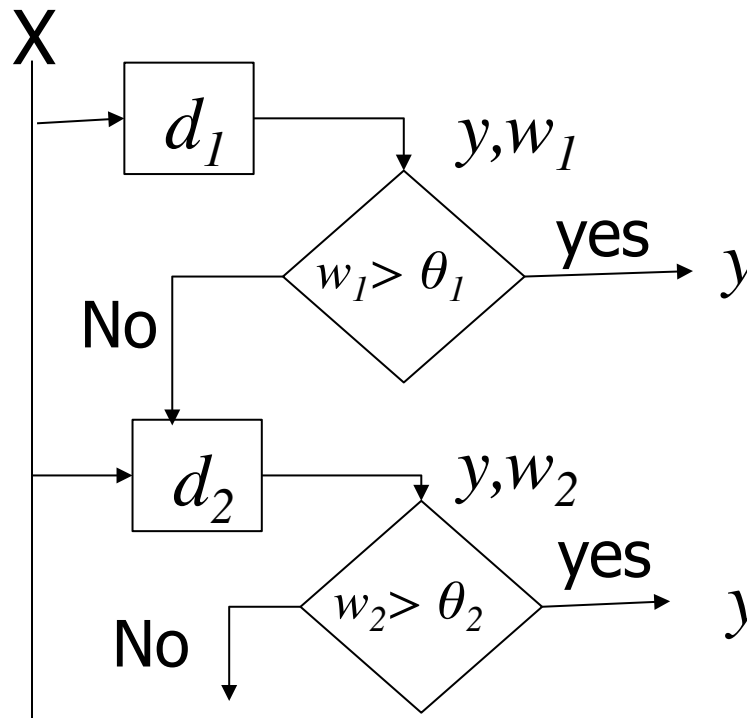 X
d₁
y,w₁
w₁> θ₁
yes
y
No
d₂
y,w₂
w₂> θ₂
yes
y
No